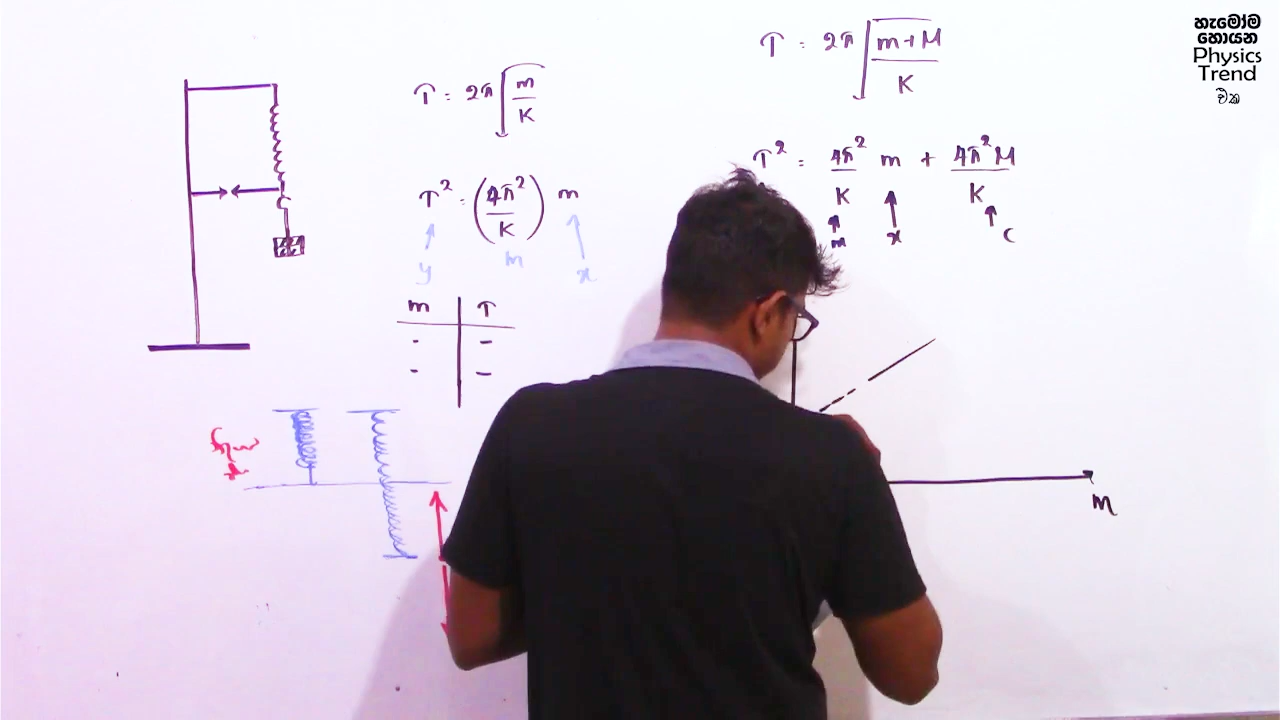 හැමෝම
හොයන
Physics
Trend
එක
T = 2π√(m/K)
T² = (4π²/K) m
y m x
m T
- -
- -
T = 2π√((m+M)/K)
T² = 4π²/K m + 4π²M/K
m x C
m